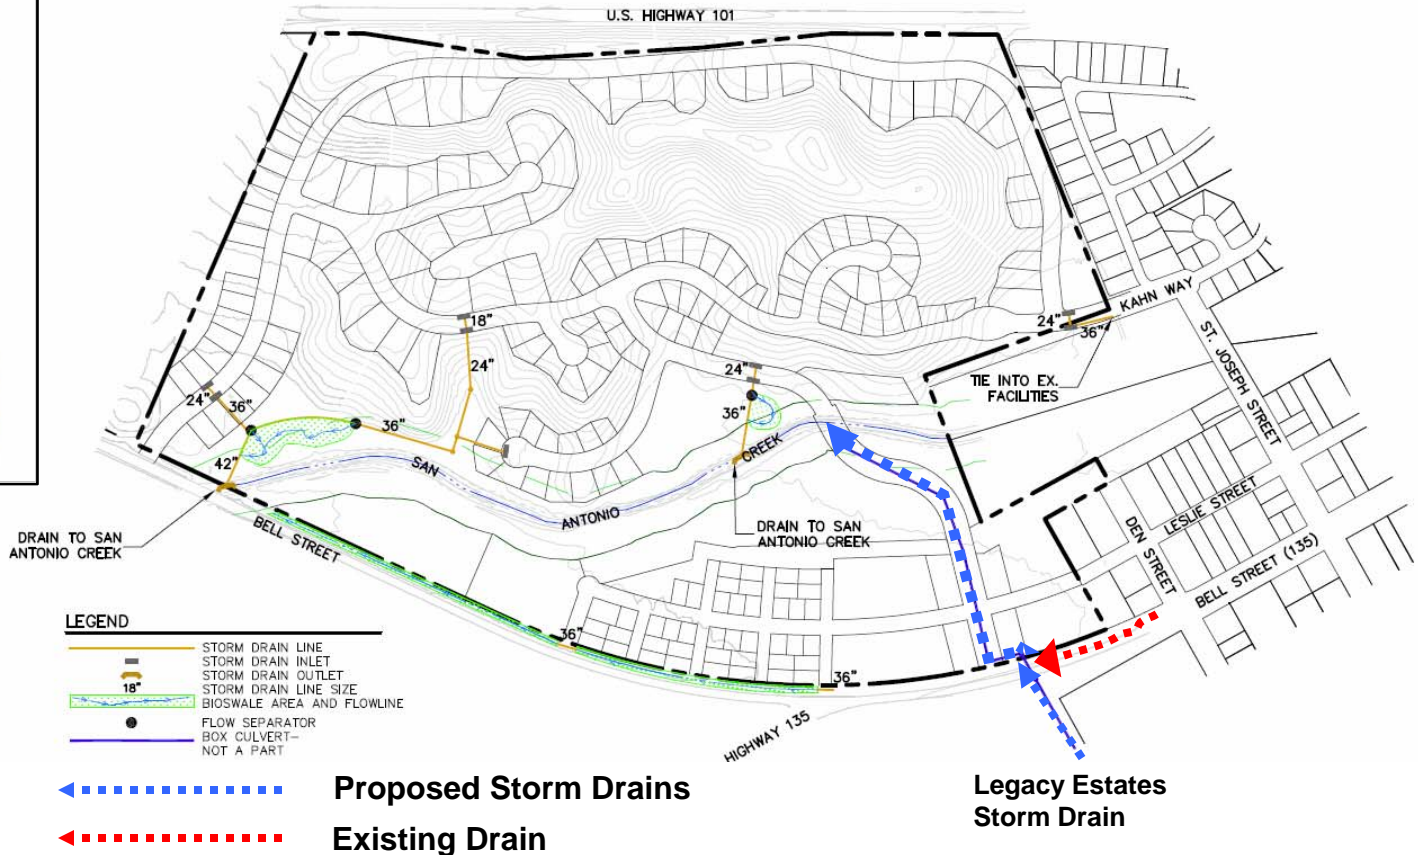 U.S. HIGHWAY 101
KAHN WAY
24"
36"
ST. JOSEPH STREET
TIE INTO EX.
FACILITIES
18"
24"
24"
36"
24"
36"
36"
42"
SAN
ANTONIO
CREEK
DRAIN TO SAN
ANTONIO CREEK
DRAIN TO SAN
ANTONIO CREEK
BELL STREET
LESLIE STREET
DEN STREET
BELL STREET (135)
36"
36"
HIGHWAY 135
LEGEND
STORM DRAIN LINE
STORM DRAIN INLET
STORM DRAIN OUTLET
18" STORM DRAIN LINE SIZE
BIOSWALE AREA AND FLOWLINE
FLOW SEPARATOR
BOX CULVERT-
NOT A PART
Proposed Storm Drains
Existing Drain
Legacy Estates
Storm Drain